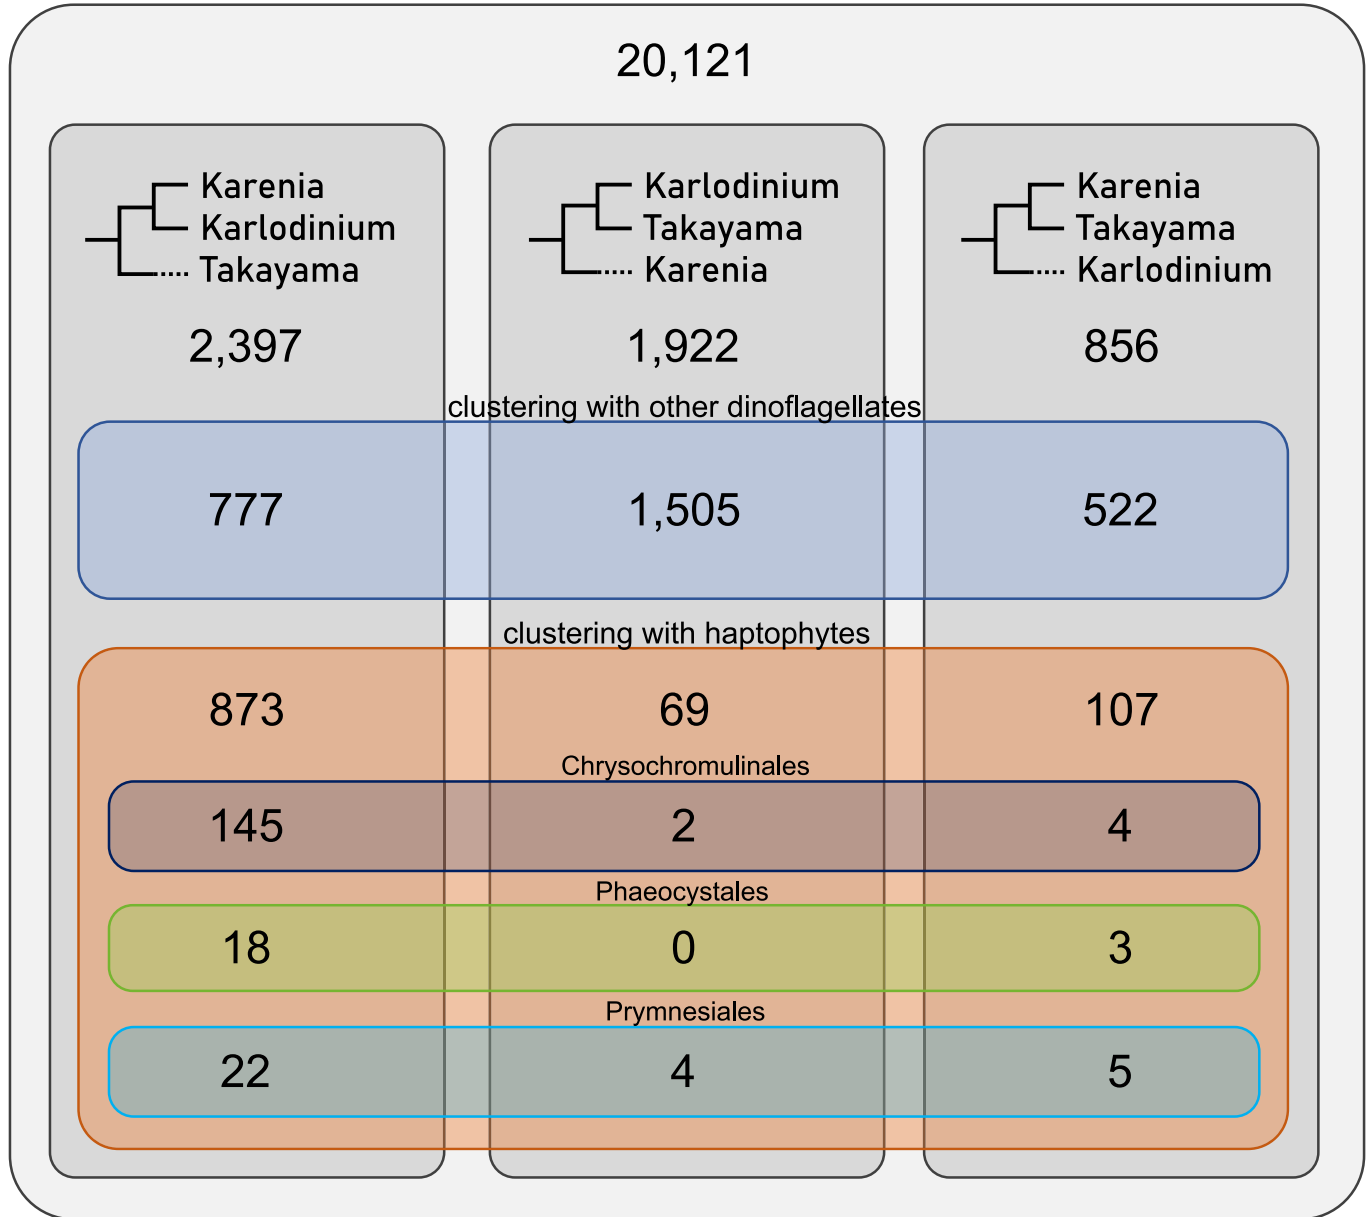 20,121
Karenia
Karlodinium
Takayama
2,397
Karlodinium
Takayama
Karenia
1,922
Karenia
Takayama
Karlodinium
856
clustering with other dinoflagellates
777 1,505 522
clustering with haptophytes
873 69 107
Chrysochromulinales
145 2 4
Phaeocystales
18 0 3
Prymnesiales
22 4 5